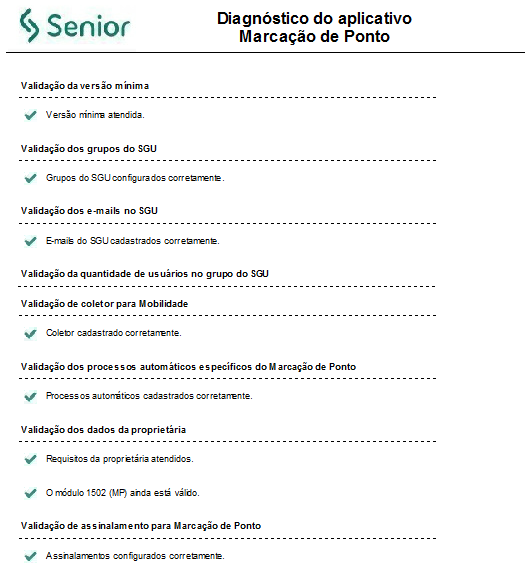 Senior
Diagnóstico do aplicativo
Marcação de Ponto
Validação da versão mínima
Versão mínima atendida.
Validação dos grupos do SGU
Grupos do SGU configurados corretamente.
Validação dos e-mails no SGU
E-mails do SGU cadastrados corretamente.
Validação da quantidade de usuários no grupo do SGU
Validação de coletor para Mobilidade
Coletor cadastrado corretamente.
Validação dos processos automáticos específicos do Marcação de Ponto
Processos automáticos cadastrados corretamente.
Validação dos dados da proprietária
Requisitos da proprietária atendidos.
O módulo 1502 (MP) ainda está válido.
Validação de assinalamento para Marcação de Ponto
Assinalamentos configurados corretamente.